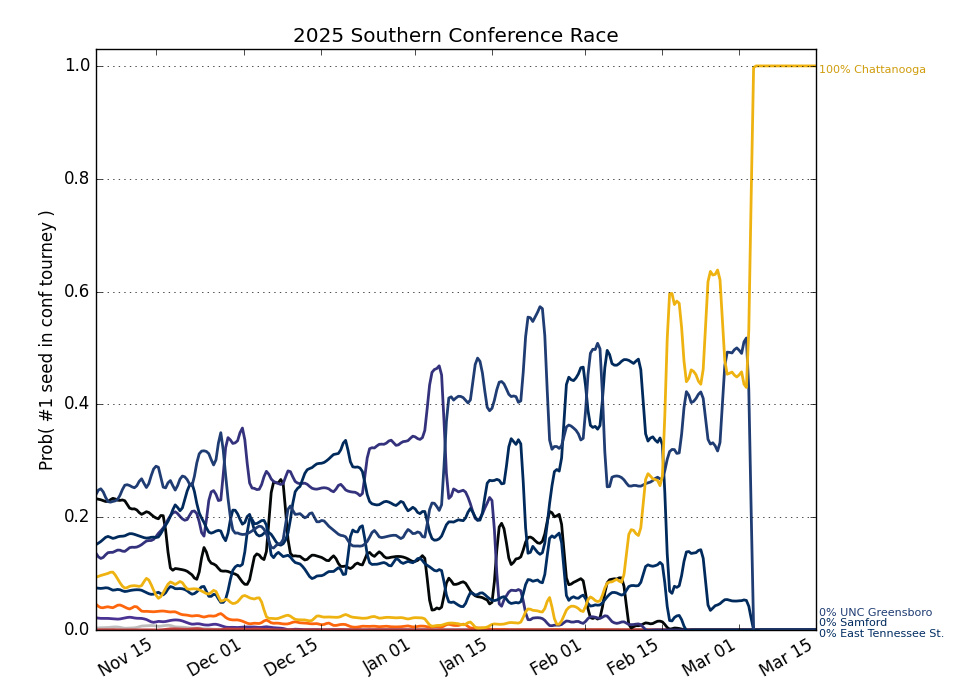 2025 Southern Conference Race
Prob( #1 seed in conf tourney )
1.0
0.8
0.6
0.4
0.2
0.0
100% Chattanooga
0% UNC Greensboro
0% Samford
0% East Tennessee St.
Nov 15
Dec 01
Dec 15
Jan 01
Jan 15
Feb 01
Feb 15
Mar 01
Mar 15